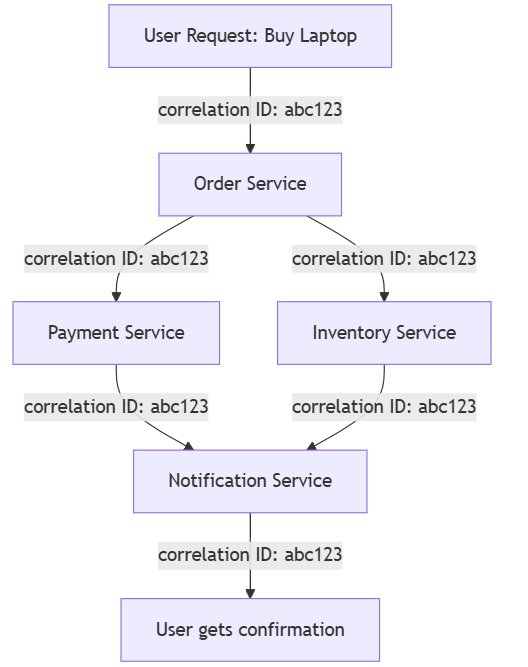 User Request: Buy Laptop
correlation ID: abc123
Order Service
correlation ID: abc123
correlation ID: abc123
Payment Service
Inventory Service
correlation ID: abc123
correlation ID: abc123
Notification Service
correlation ID: abc123
User gets confirmation